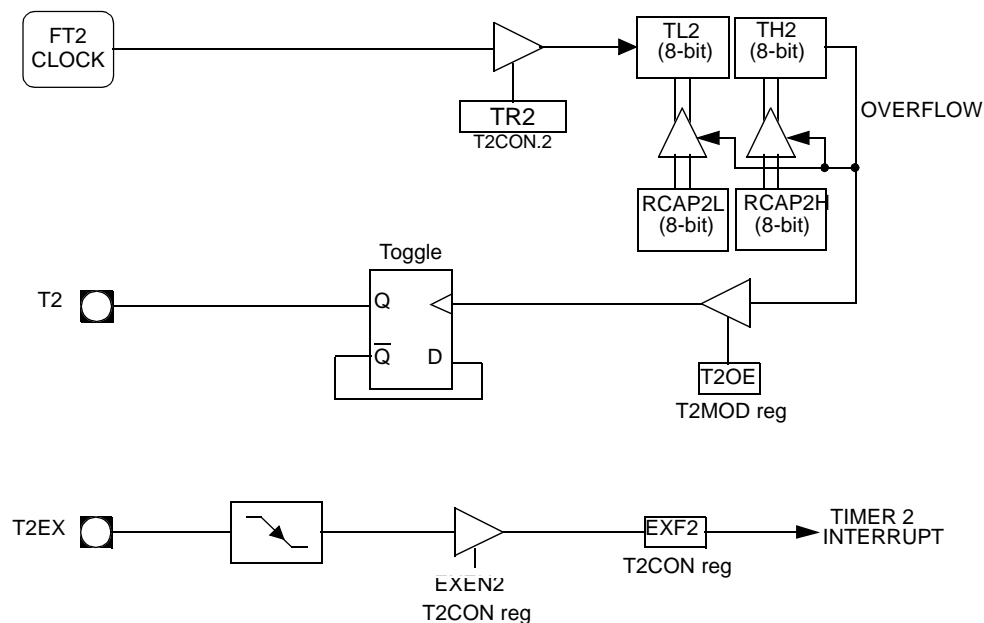 FT2
CLOCK
TL2
(8-bit)
TH2
(8-bit)
TR2
T2CON.2
OVERFLOW
RCAP2L
(8-bit)
RCAP2H
(8-bit)
Toggle
T2
Q
Q
D
T2OE
T2MOD reg
T2EX
EXF2
TIMER 2
INTERRUPT
T2CON reg
EXEN2
T2CON reg